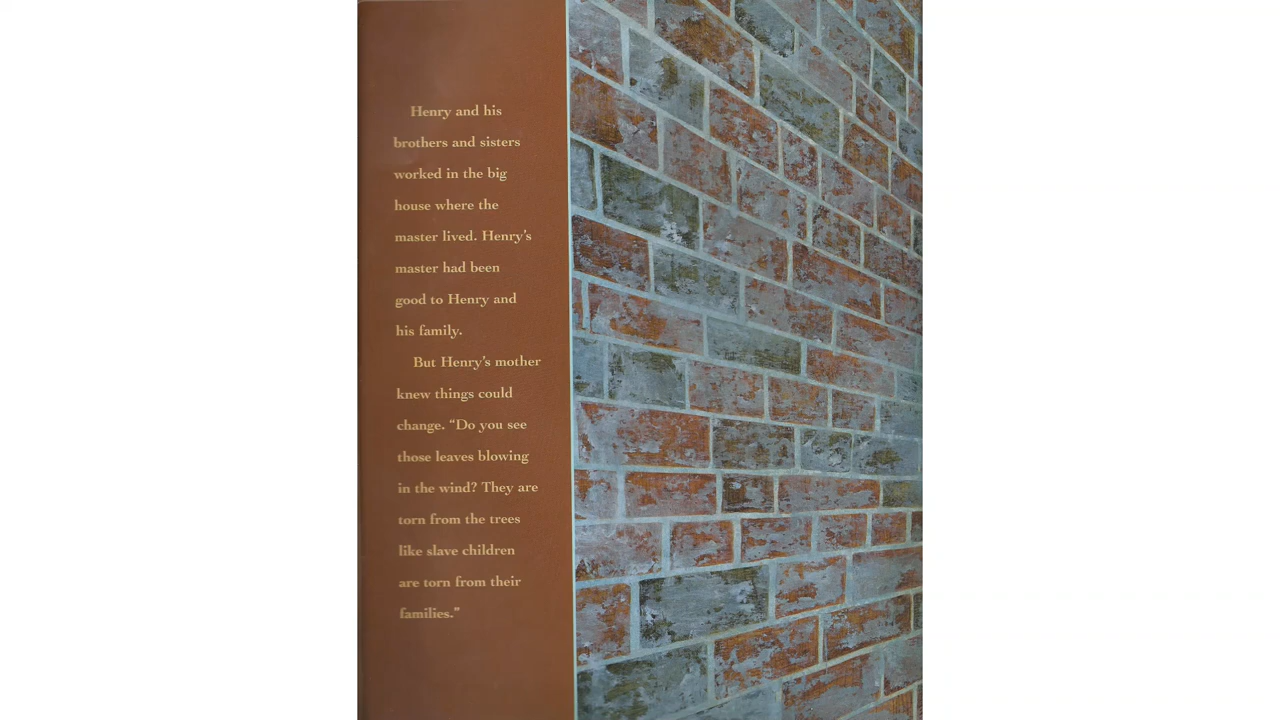 Henry and his
brothers and sisters
worked in the big
house where the
master lived. Henry's
master had been
good to Henry and
his family.
But Henry's mother
knew things could
change. “Do you see
those leaves blowing
in the wind? They are
torn from the trees
like slave children
are torn from their
families.”